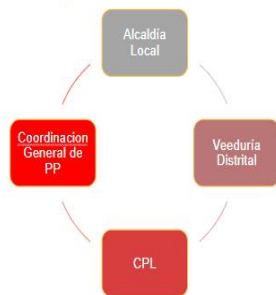 Alcaldía
Local
Coordinacion
General de
PP
Veeduría
Distrital
CPL